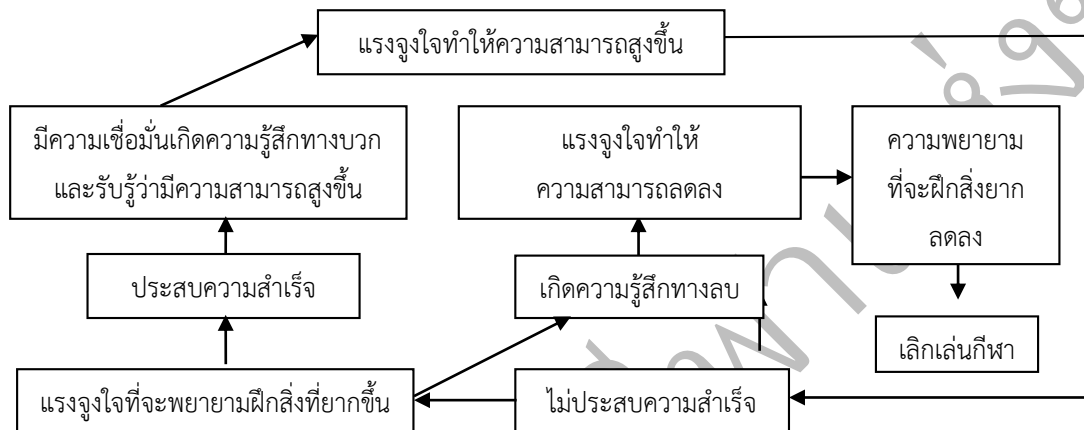 แรงจูงใจทำให้ความสามารถสูงขึ้น
มีความเชื่อมั่นเกิดความรู้สึกทางบวก
และรับรู้ว่ามีความสามารถสูงขึ้น
แรงจูงใจทำให้
ความสามารถลดลง
ความพยายาม
ที่จะฝึกสิ่งยาก
ลดลง
ประสบความสำเร็จ
เกิดความรู้สึกทางลบ
เลิกเล่นกีฬา
แรงจูงใจที่จะพยายามฝึกสิ่งที่ยากขึ้น
ไม่ประสบความสำเร็จ